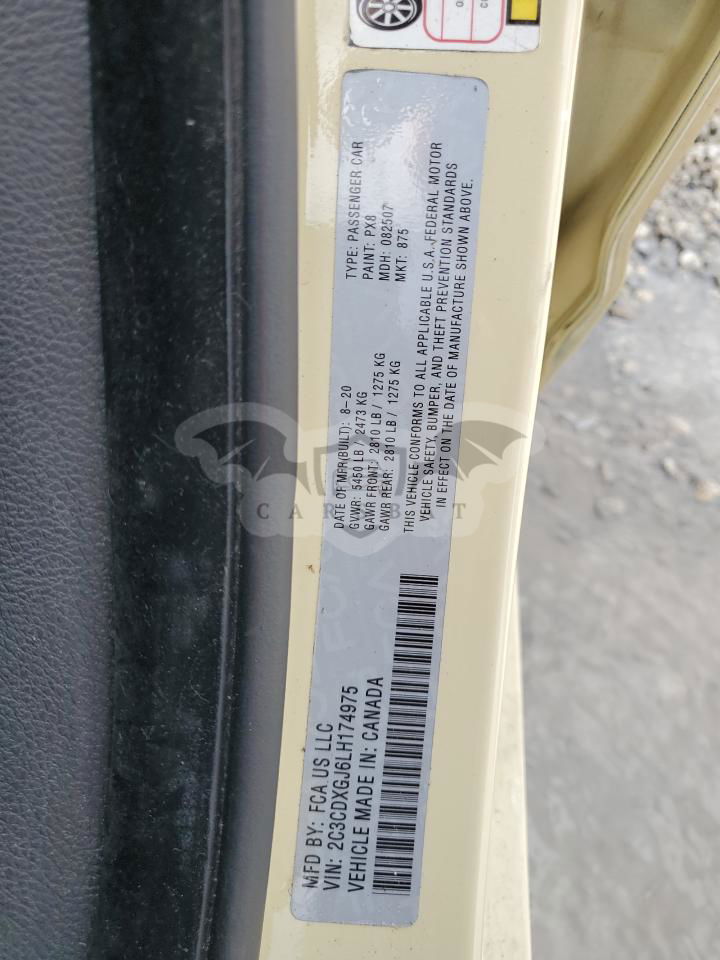 MFD BY: FCA US LLC
VIN: 2C3CDXGJ6LH174975
VEHICLE MADE IN: CANADA
DATE OF MFR(BUILT): 8-20
GVWR: 5450 LB / 2473 KG
GAWR FRONT: 2810 LB / 1275 KG
GAWR REAR: 2810 LB / 1275 KG
TYPE: PASSENGER CAR
PAINT: PX8
MDH: 082507
MKT: 875
THIS VEHICLE CONFORMS TO ALL APPLICABLE U.S.A. FEDERAL MOTOR
VEHICLE SAFETY, BUMPER, AND THEFT PREVENTION STANDARDS
IN EFFECT ON THE DATE OF MANUFACTURE SHOWN ABOVE.